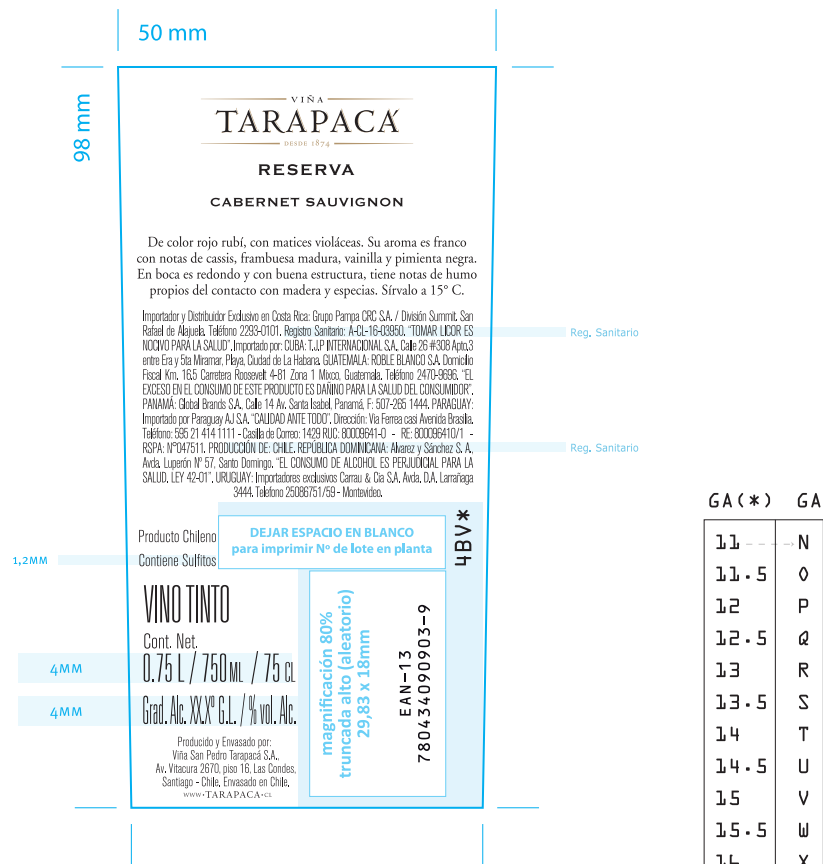 50 mm
98 mm
VIÑA
TARAPACÁ
DESDE 1874
RESERVA
CABERNET SAUVIGNON
De color rojo rubí, con matices violáceas. Su aroma es franco
con notas de cassis, frambuesa madura, vainilla y pimienta negra.
En boca es redondo y con buena estructura, tiene notas de humo
propios del contacto con madera y especias. Sírvalo a 15° C.
Importador y Distribuidor Exclusivo en Costa Rica: Grupo Pampa CRC S.A. / División Summit. San
Rafael de Alajuela. Teléfono 2293-0101. Registro Sanitario: A-CL-16-03950. "TOMAR LICOR ES
NOCIVO PARA LA SALUD". Importado por: CUBA: T.J.P INTERNACIONAL S.A. Calle 26 #308 Apto.3
entre Era y 5ta Miramar, Playa, Ciudad de La Habana. GUATEMALA: ROBLE BLANCO S.A. Domicilio
Fiscal Km. 16.5 Carretera Roosevelt 4-81 Zona 1 Mixco, Guatemala. Teléfono 2470-9696. "EL
EXCESO EN EL CONSUMO DE ESTE PRODUCTO ES DAÑINO PARA LA SALUD DEL CONSUMIDOR".
PANAMÁ: Global Brands S.A. Calle 14 Av. Santa Isabel, Panamá, F: 507-265 1444. PARAGUAY:
Importado por Paraguay AJ S.A. "CALIDAD ANTE TODO". Dirección: Via Ferrea casi Avenida Brasilia.
Teléfono: 595 21 414 1111 - Casilla de Correo: 1429 RUC: 80009641-0 - RE: 800096410/1 -
RSPA: Nº047511. PRODUCCIÓN DE: CHILE. REPÚBLICA DOMINICANA: Álvarez y Sánchez S. A.,
Avda. Luperón Nº 57, Santo Domingo. "EL CONSUMO DE ALCOHOL ES PERJUDICIAL PARA LA
SALUD. LEY 42-01". URUGUAY: Importadores exclusivos Carrau & Cia S.A. Avda. D.A. Larrañaga
3444. Telefono 25086751/59 - Montevideo.
Reg. Sanitario
Reg. Sanitario
Producto Chileno
Contiene Sulfitos
DEJAR ESPACIO EN BLANCO
para imprimir Nº de lote en planta
4BV*
1,2MM
VINO TINTO
Cont. Net.
0.75 L / 750 ML / 75 CL
4MM
Grad. Alc. XX.Xº G.L. / % vol. Alc.
4MM
Producido y Envasado por:
Viña San Pedro Tarapacá S.A.,
Av. Vitacura 2670, piso 16, Las Condes,
Santiago - Chile. Envasado en Chile.
WWW•TARAPACA•CL
magnificación 80%
truncada alto (aleatorio)
29,83 x 18mm
EAN-13
780434090903-9
GA(*) GA
11 N
11.5 O
12 P
12.5 Q
13 R
13.5 S
14 T
14.5 U
15 V
15.5 W
16 X